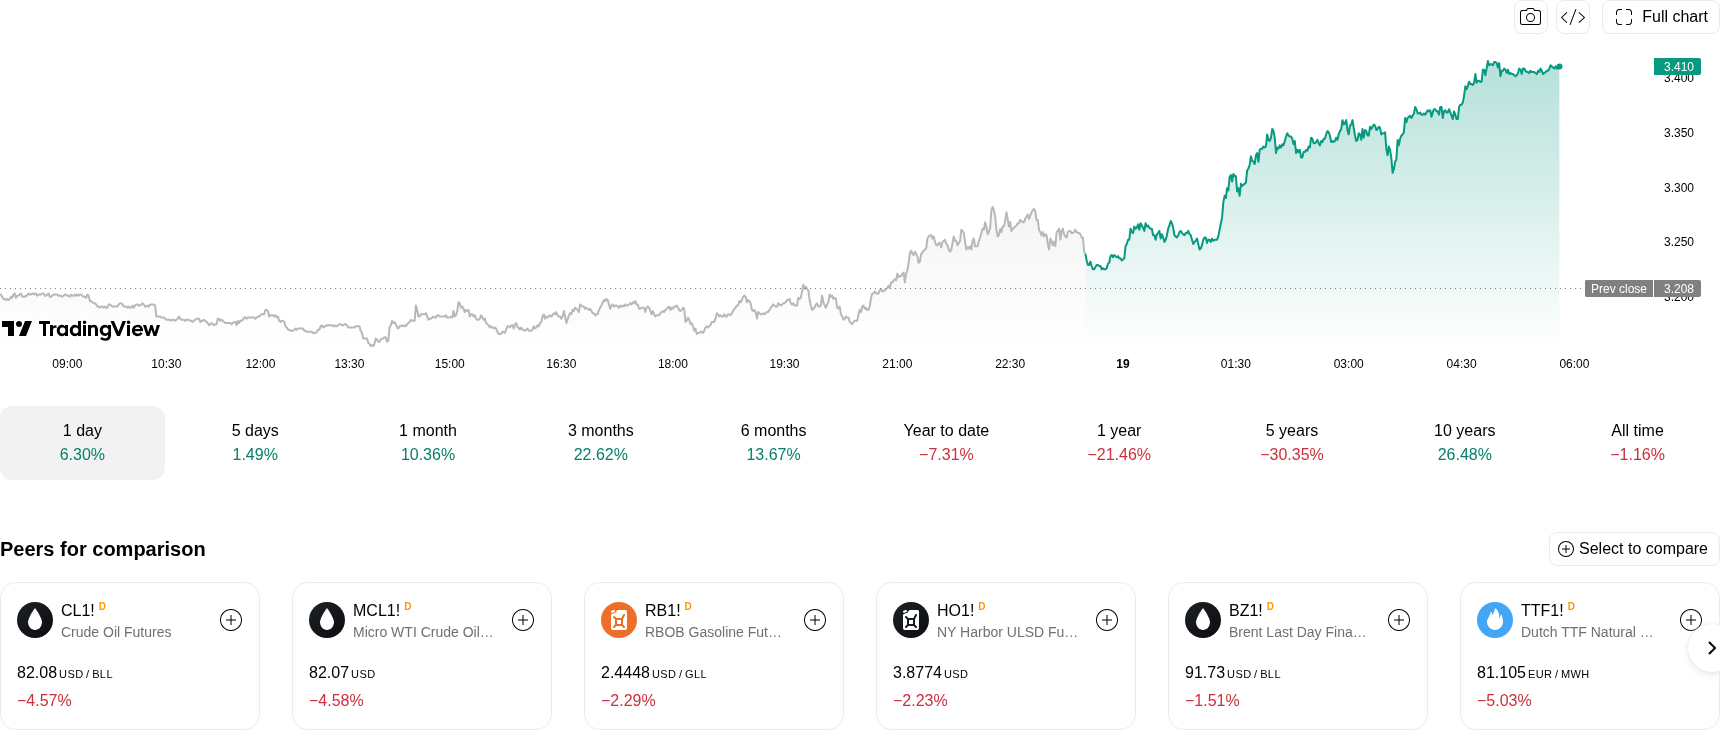 Full chart
3.410
3.400
3.350
3.300
3.250
Prev close 3.208
3.200
TradingView
09:00 10:30 12:00 13:30 15:00 16:30 18:00 19:30 21:00 22:30 19 01:30 03:00 04:30 06:00
1 day 5 days 1 month 3 months 6 months Year to date 1 year 5 years 10 years All time
6.30% 1.49% 10.36% 22.62% 13.67% −7.31% −21.46% −30.35% 26.48% −1.16%
Peers for comparison
Select to compare
CL1! D
Crude Oil Futures
82.08 USD / BLL
−4.57%
MCL1! D
Micro WTI Crude Oil…
82.07 USD
−4.58%
RB1! D
RBOB Gasoline Fut…
2.4448 USD / GLL
−2.29%
HO1! D
NY Harbor ULSD Fu…
3.8774 USD
−2.23%
BZ1! D
Brent Last Day Fina…
91.73 USD / BLL
−1.51%
TTF1! D
Dutch TTF Natural …
81.105 EUR / MWH
−5.03%